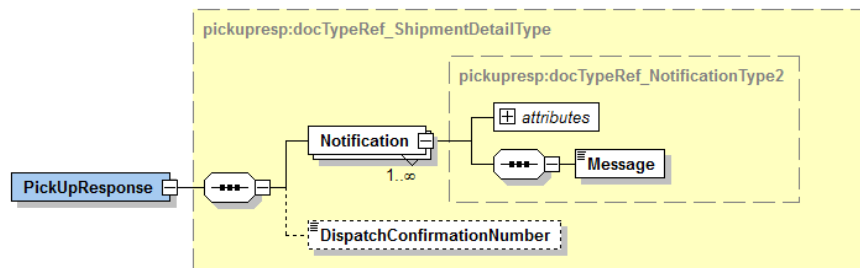 pickupresp:docTypeRef_ShipmentDetailType
pickupresp:docTypeRef_NotificationType2
attributes
Notification
Message
1..∞
PickUpResponse
DispatchConfirmationNumber